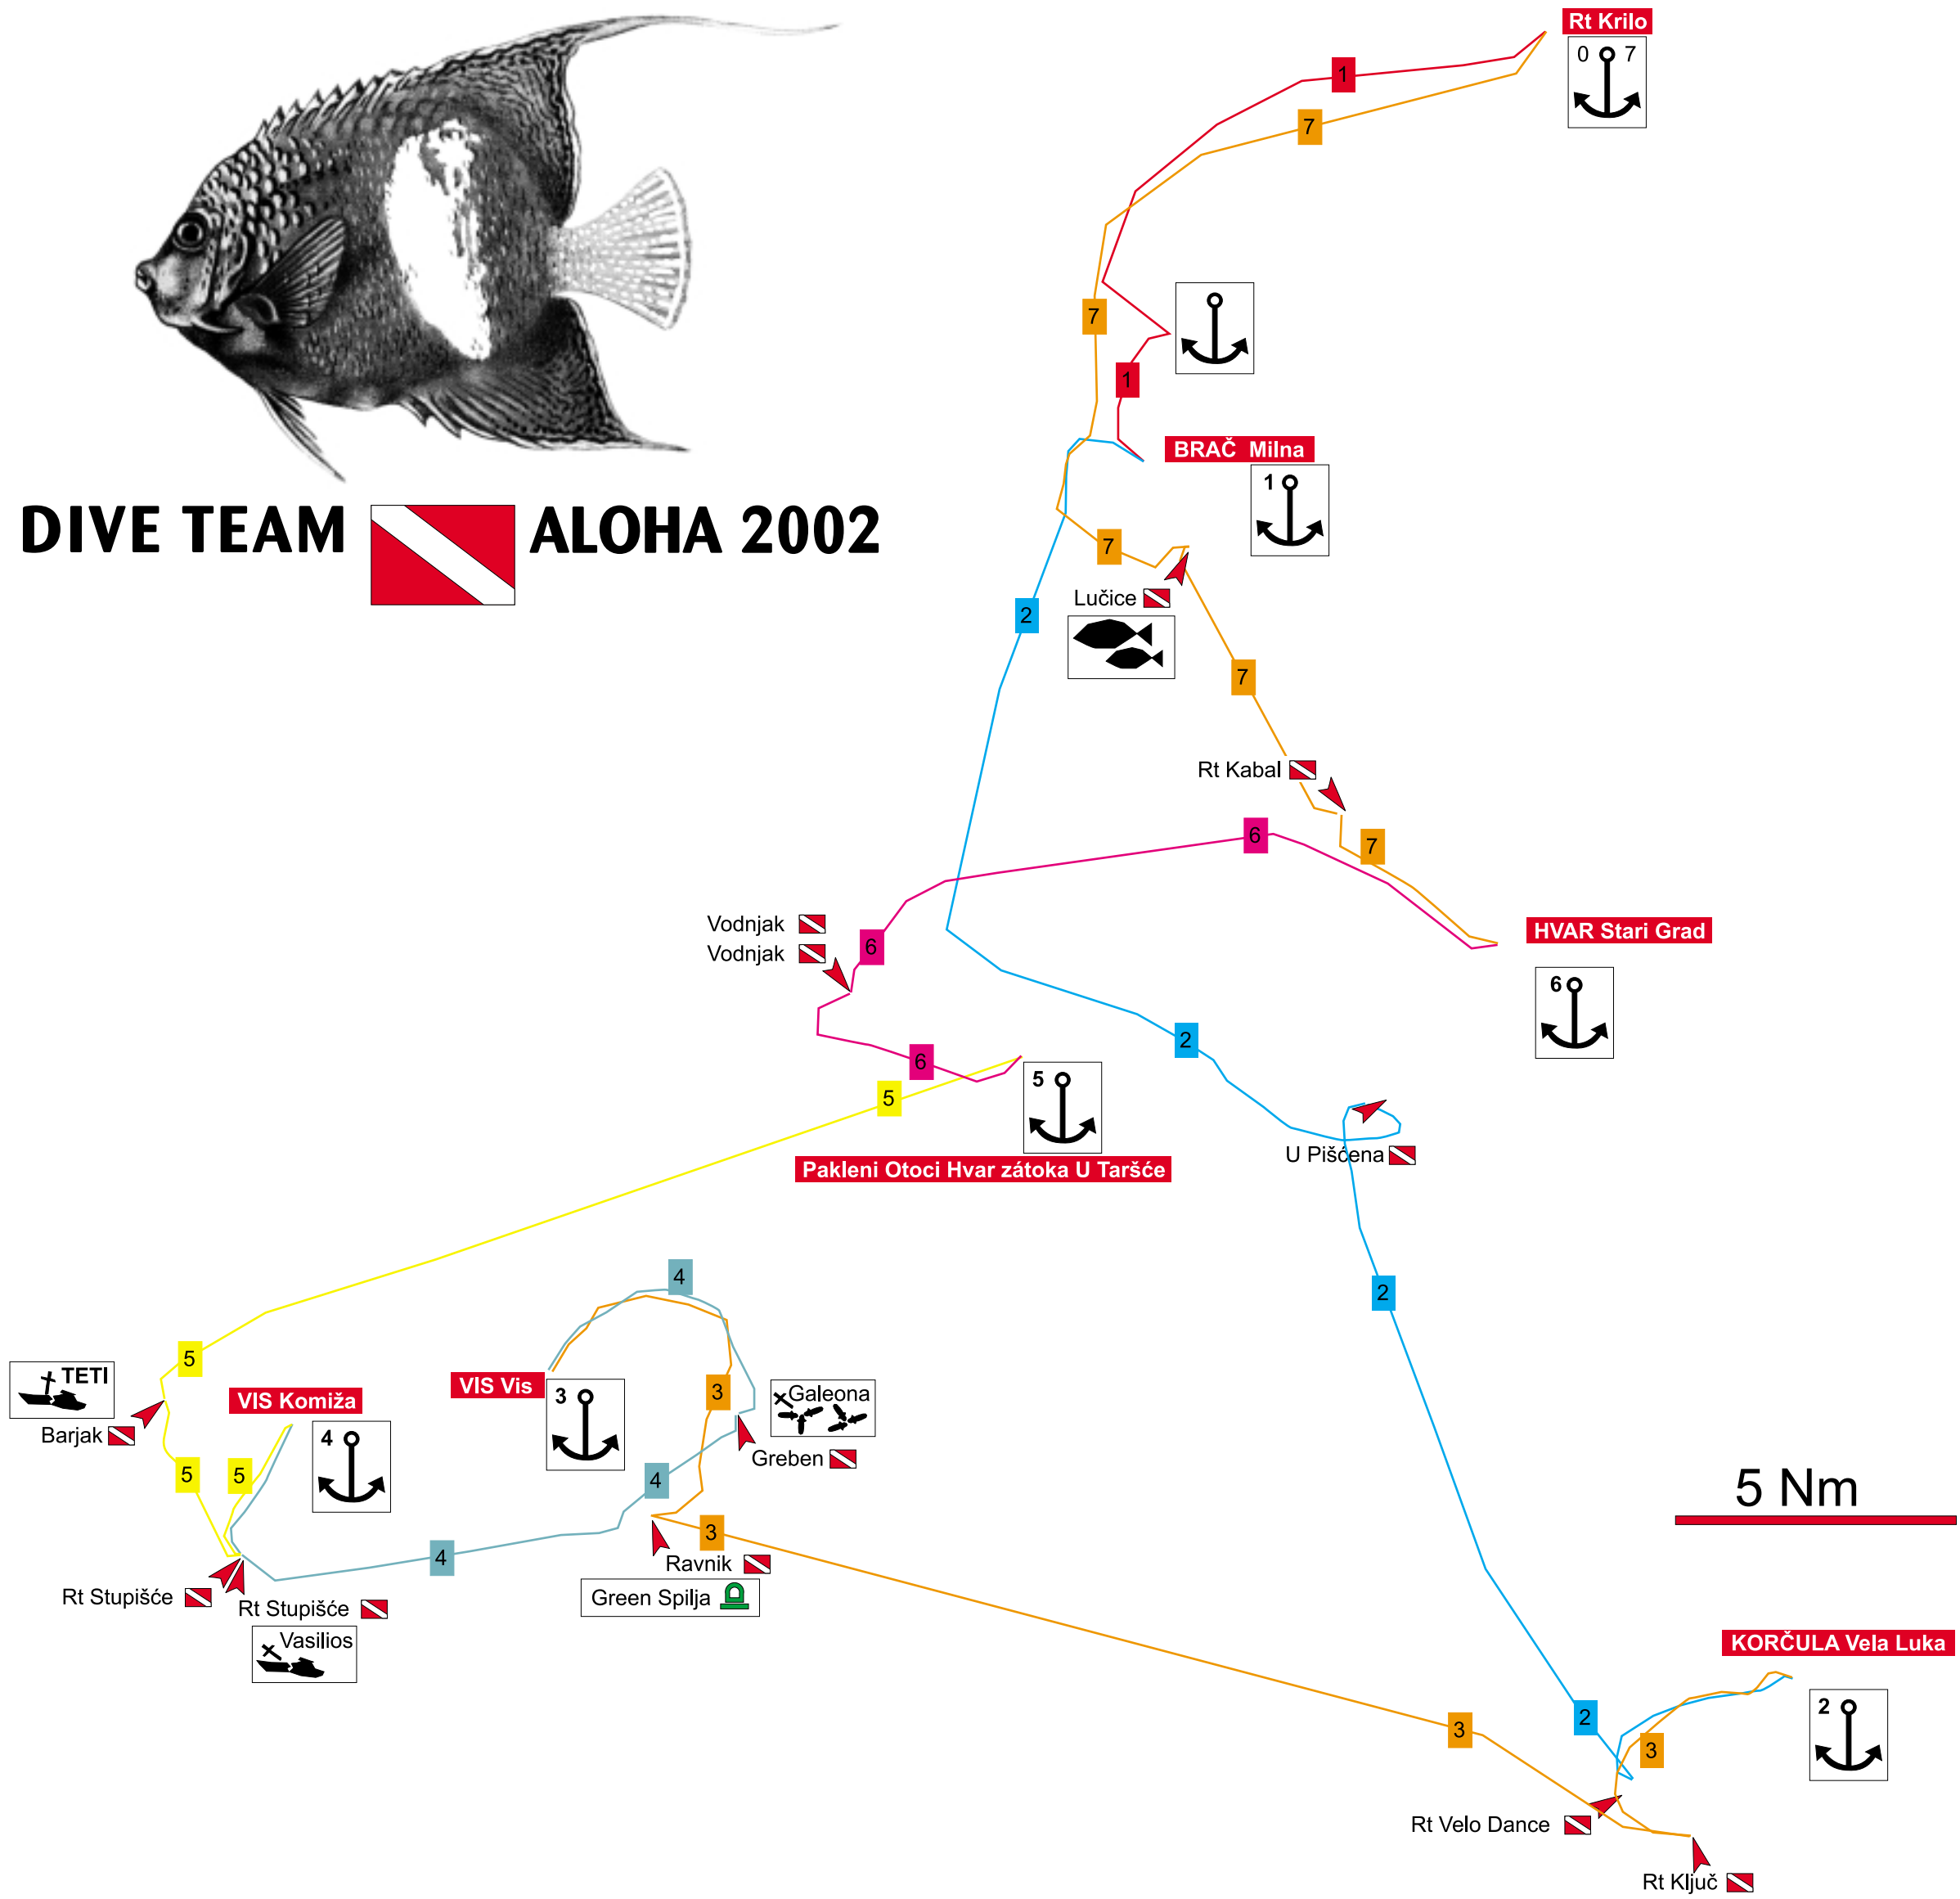 Rt Krilo
0 7
1
7
7
1
BRAČ Milna
1
DIVE TEAM ALOHA 2002
7
Lučice
2
7
Rt Kabal
6
7
Vodnjak
Vodnjak
6
HVAR Stari Grad
6
2
6
5
5
U Pišćena
Pakleni Otoci Hvar zátoka U Taršće
4
2
5
TETI
VIS Komiža
VIS Vis
3
3
Galeona
Barjak
4
Greben
5
5
4
5 Nm
3
4
Ravnik
Green Spilja
Rt Stupišće
Rt Stupišće
Vasilios
KORČULA Vela Luka
2
2
3
3
Rt Velo Dance
Rt Ključ